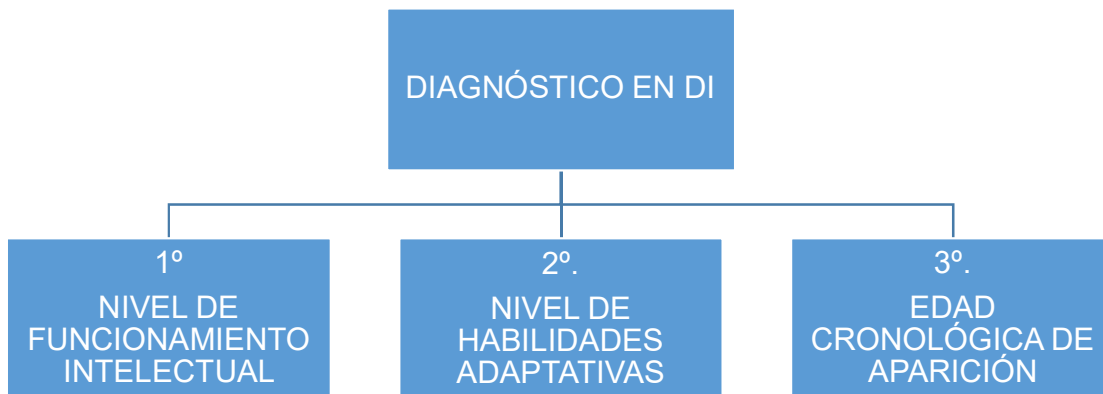 DIAGNÓSTICO EN DI
1º
NIVEL DE
FUNCIONAMIENTO
INTELECTUAL
2º.
NIVEL DE
HABILIDADES
ADAPTATIVAS
3º.
EDAD
CRONOLÓGICA DE
APARICIÓN